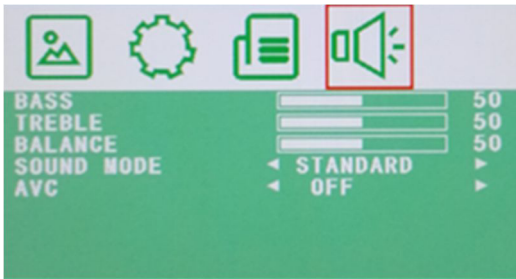 BASS 50
TREBLE 50
BALANCE 50
SOUND MODE ◄ STANDARD ►
AVC ◄ OFF ►